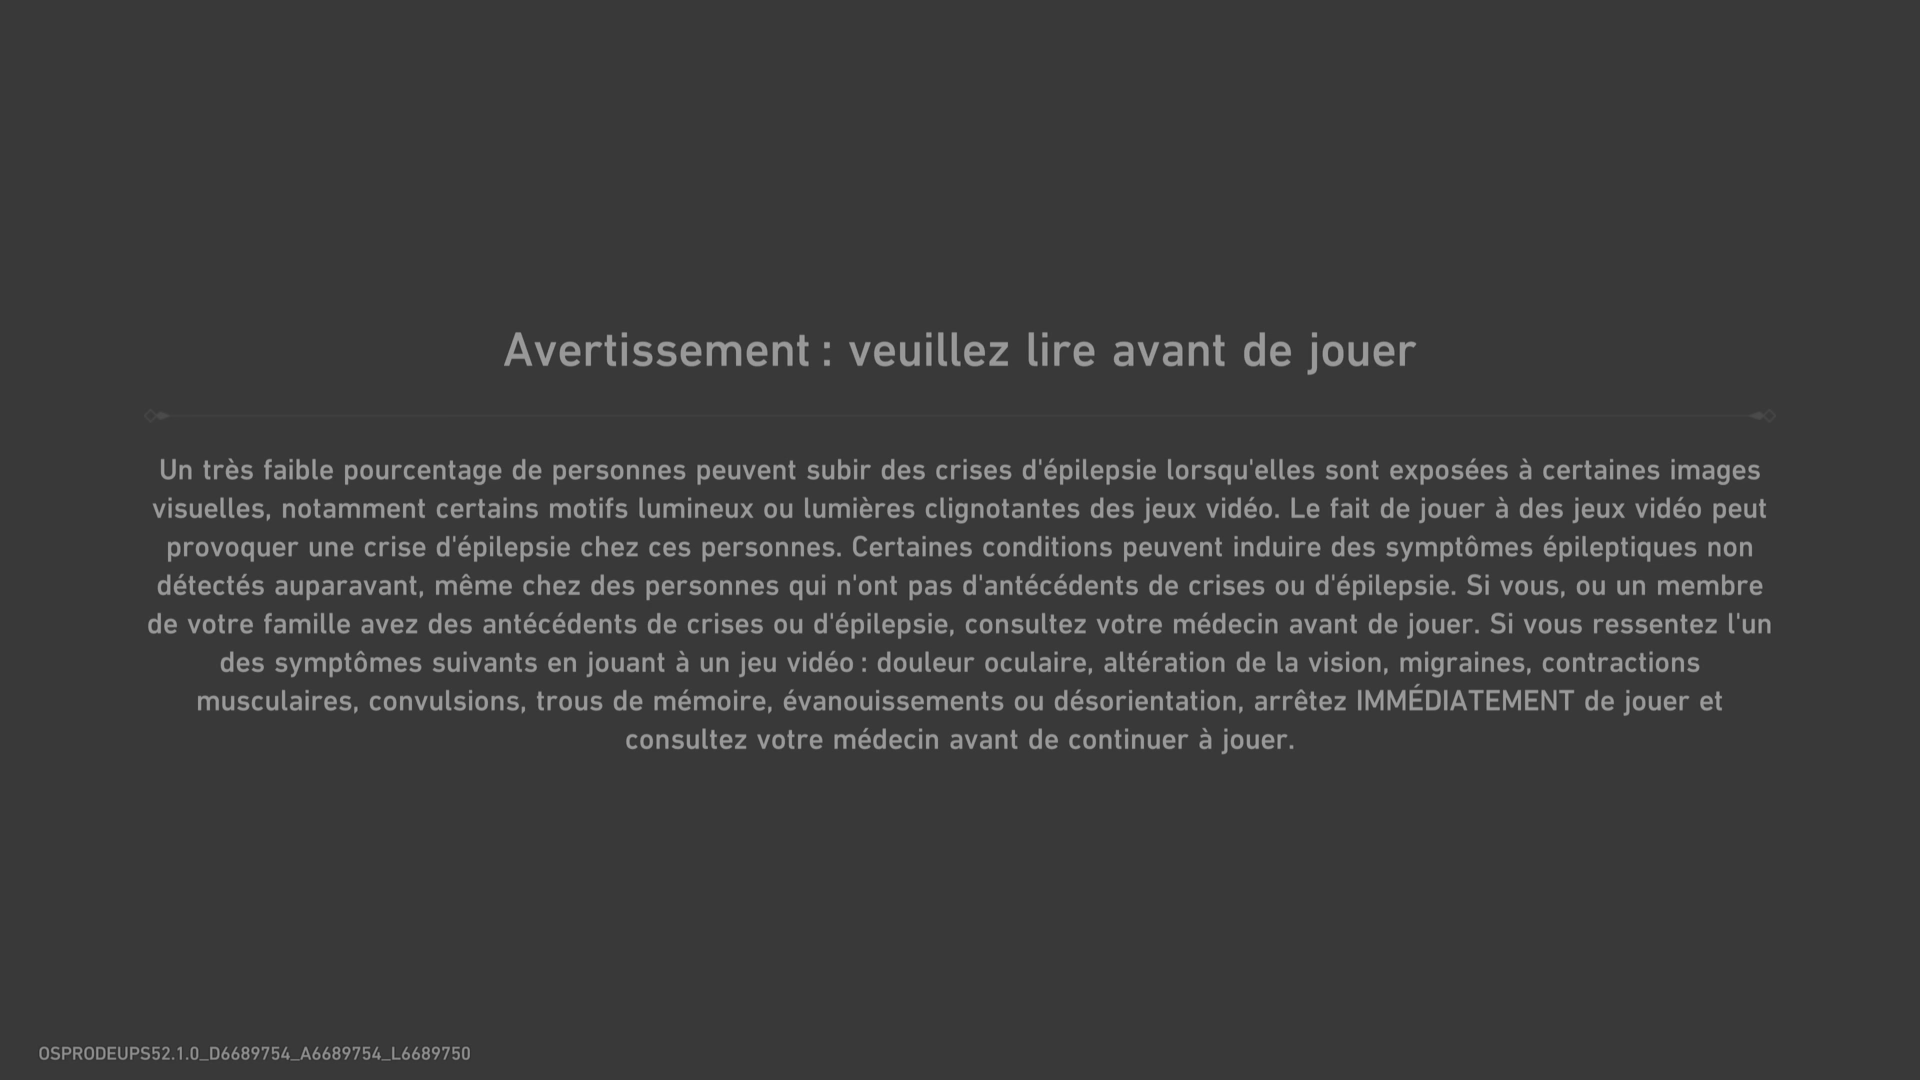 Avertissement : veuillez lire avant de jouer
Un très faible pourcentage de personnes peuvent subir des crises d'épilepsie lorsqu'elles sont exposées à certaines images
visuelles, notamment certains motifs lumineux ou lumières clignotantes des jeux vidéo. Le fait de jouer à des jeux vidéo peut
provoquer une crise d'épilepsie chez ces personnes. Certaines conditions peuvent induire des symptômes épileptiques non
détectés auparavant, même chez des personnes qui n'ont pas d'antécédents de crises ou d'épilepsie. Si vous, ou un membre
de votre famille avez des antécédents de crises ou d'épilepsie, consultez votre médecin avant de jouer. Si vous ressentez l'un
des symptômes suivants en jouant à un jeu vidéo : douleur oculaire, altération de la vision, migraines, contractions
musculaires, convulsions, trous de mémoire, évanouissements ou désorientation, arrêtez IMMÉDIATEMENT de jouer et
consultez votre médecin avant de continuer à jouer.
OSPRODEUPS52.1.0_D6689754_A6689754_L6689750